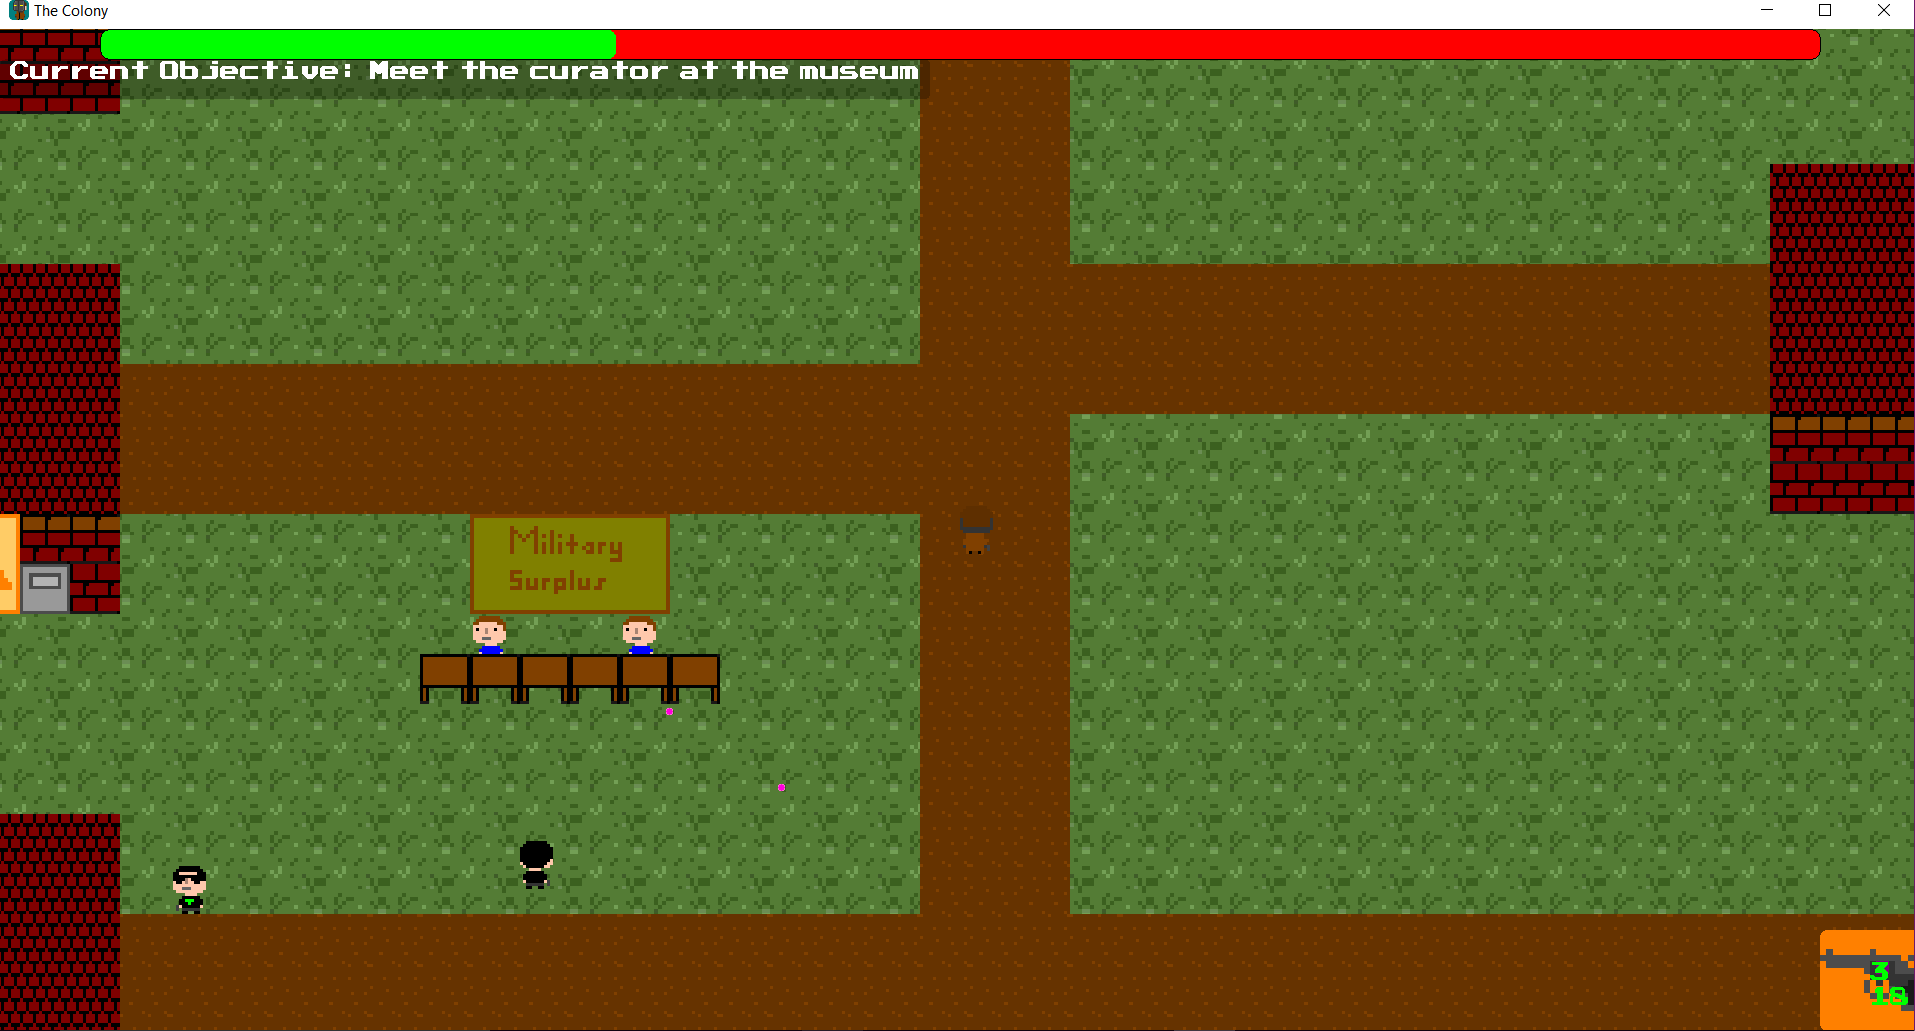 The Colony
Current Objective: Meet the curator at the museum
Military
Surplus
3
18